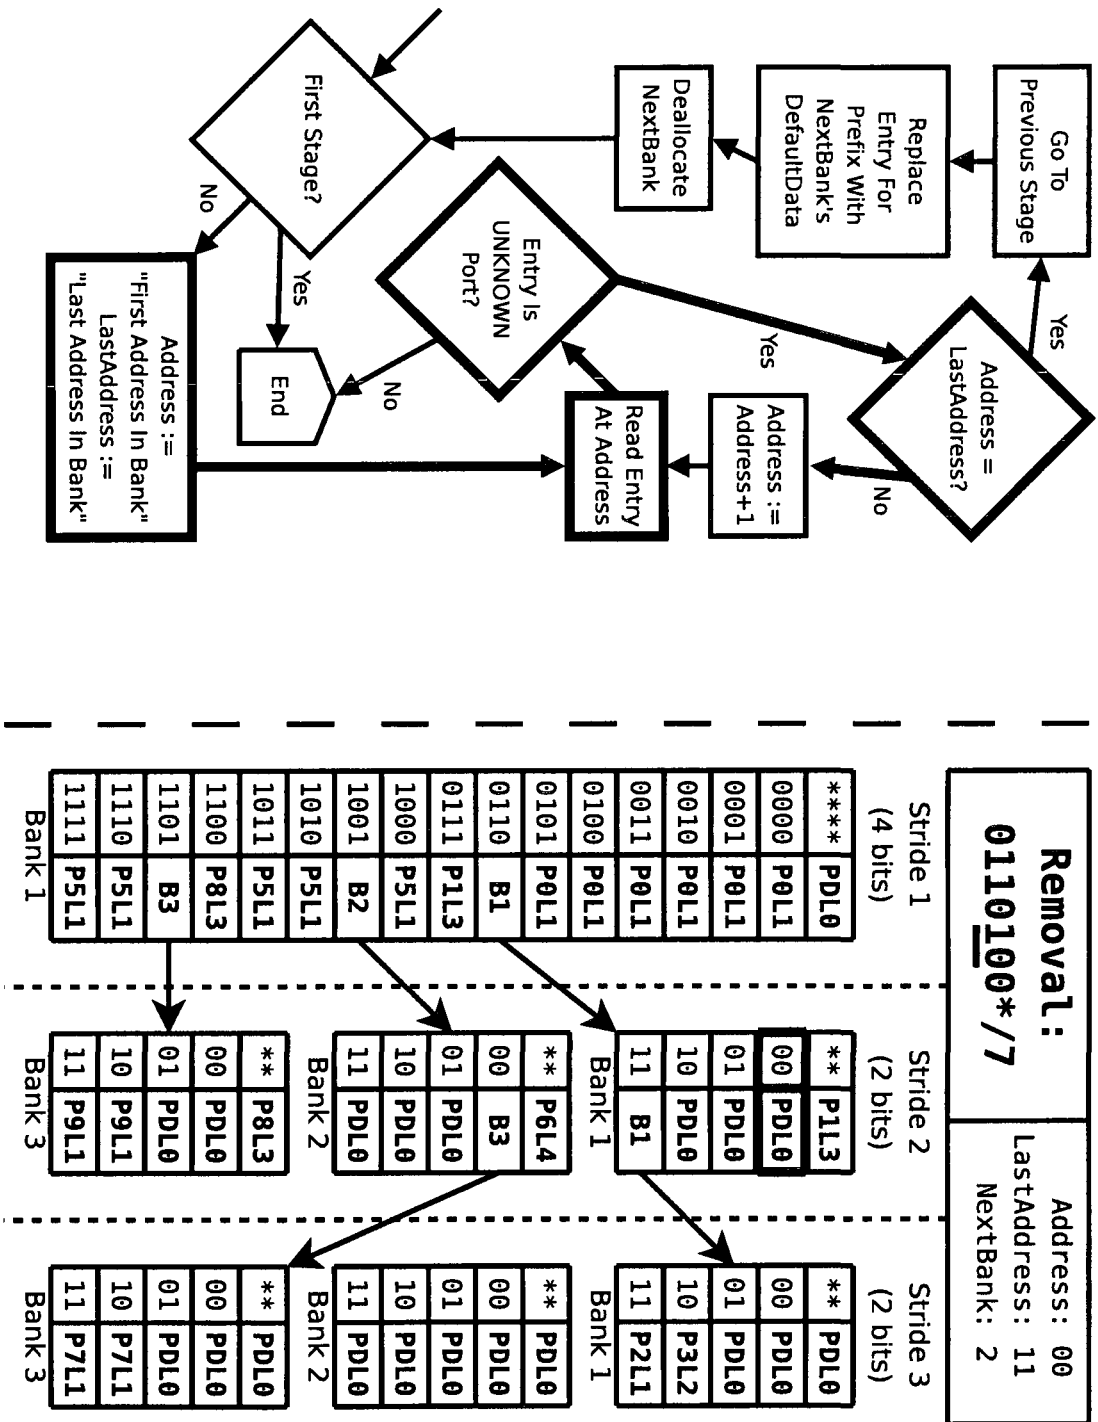 Go To
Previous Stage
Yes
Address =
LastAddress?
No
Replace
Entry For
Prefix With
NextBank's
DefaultData
Yes
Address :=
Address+1
Deallocate
NextBank
Entry Is
UNKNOWN
Port?
Read Entry
At Address
No
First Stage?
Yes
No
End
Address :=
"First Address In Bank"
LastAddress :=
"Last Address In Bank"
Removal:
0110100*/7
Address: 00
LastAddress: 11
NextBank: 2
Stride 1
(4 bits)
**** PDL0
0000 P0L1
0001 P0L1
0010 P0L1
0011 P0L1
0100 P0L1
0101 P0L1
0110 B1
0111 P1L3
1000 P5L1
1001 B2
1010 P5L1
1011 P5L1
1100 P8L3
1101 B3
1110 P5L1
1111 P5L1
Bank 1
Stride 2
(2 bits)
** P1L3
00 PDL0
01 PDL0
10 PDL0
11 B1
Bank 1
** P6L4
00 B3
01 PDL0
10 PDL0
11 PDL0
Bank 2
** P8L3
00 PDL0
01 PDL0
10 P9L1
11 P9L1
Bank 3
Stride 3
(2 bits)
** PDL0
00 PDL0
01 PDL0
10 P3L2
11 P2L1
Bank 1
** PDL0
00 PDL0
01 PDL0
10 PDL0
11 PDL0
Bank 2
** PDL0
00 PDL0
01 PDL0
10 P7L1
11 P7L1
Bank 3